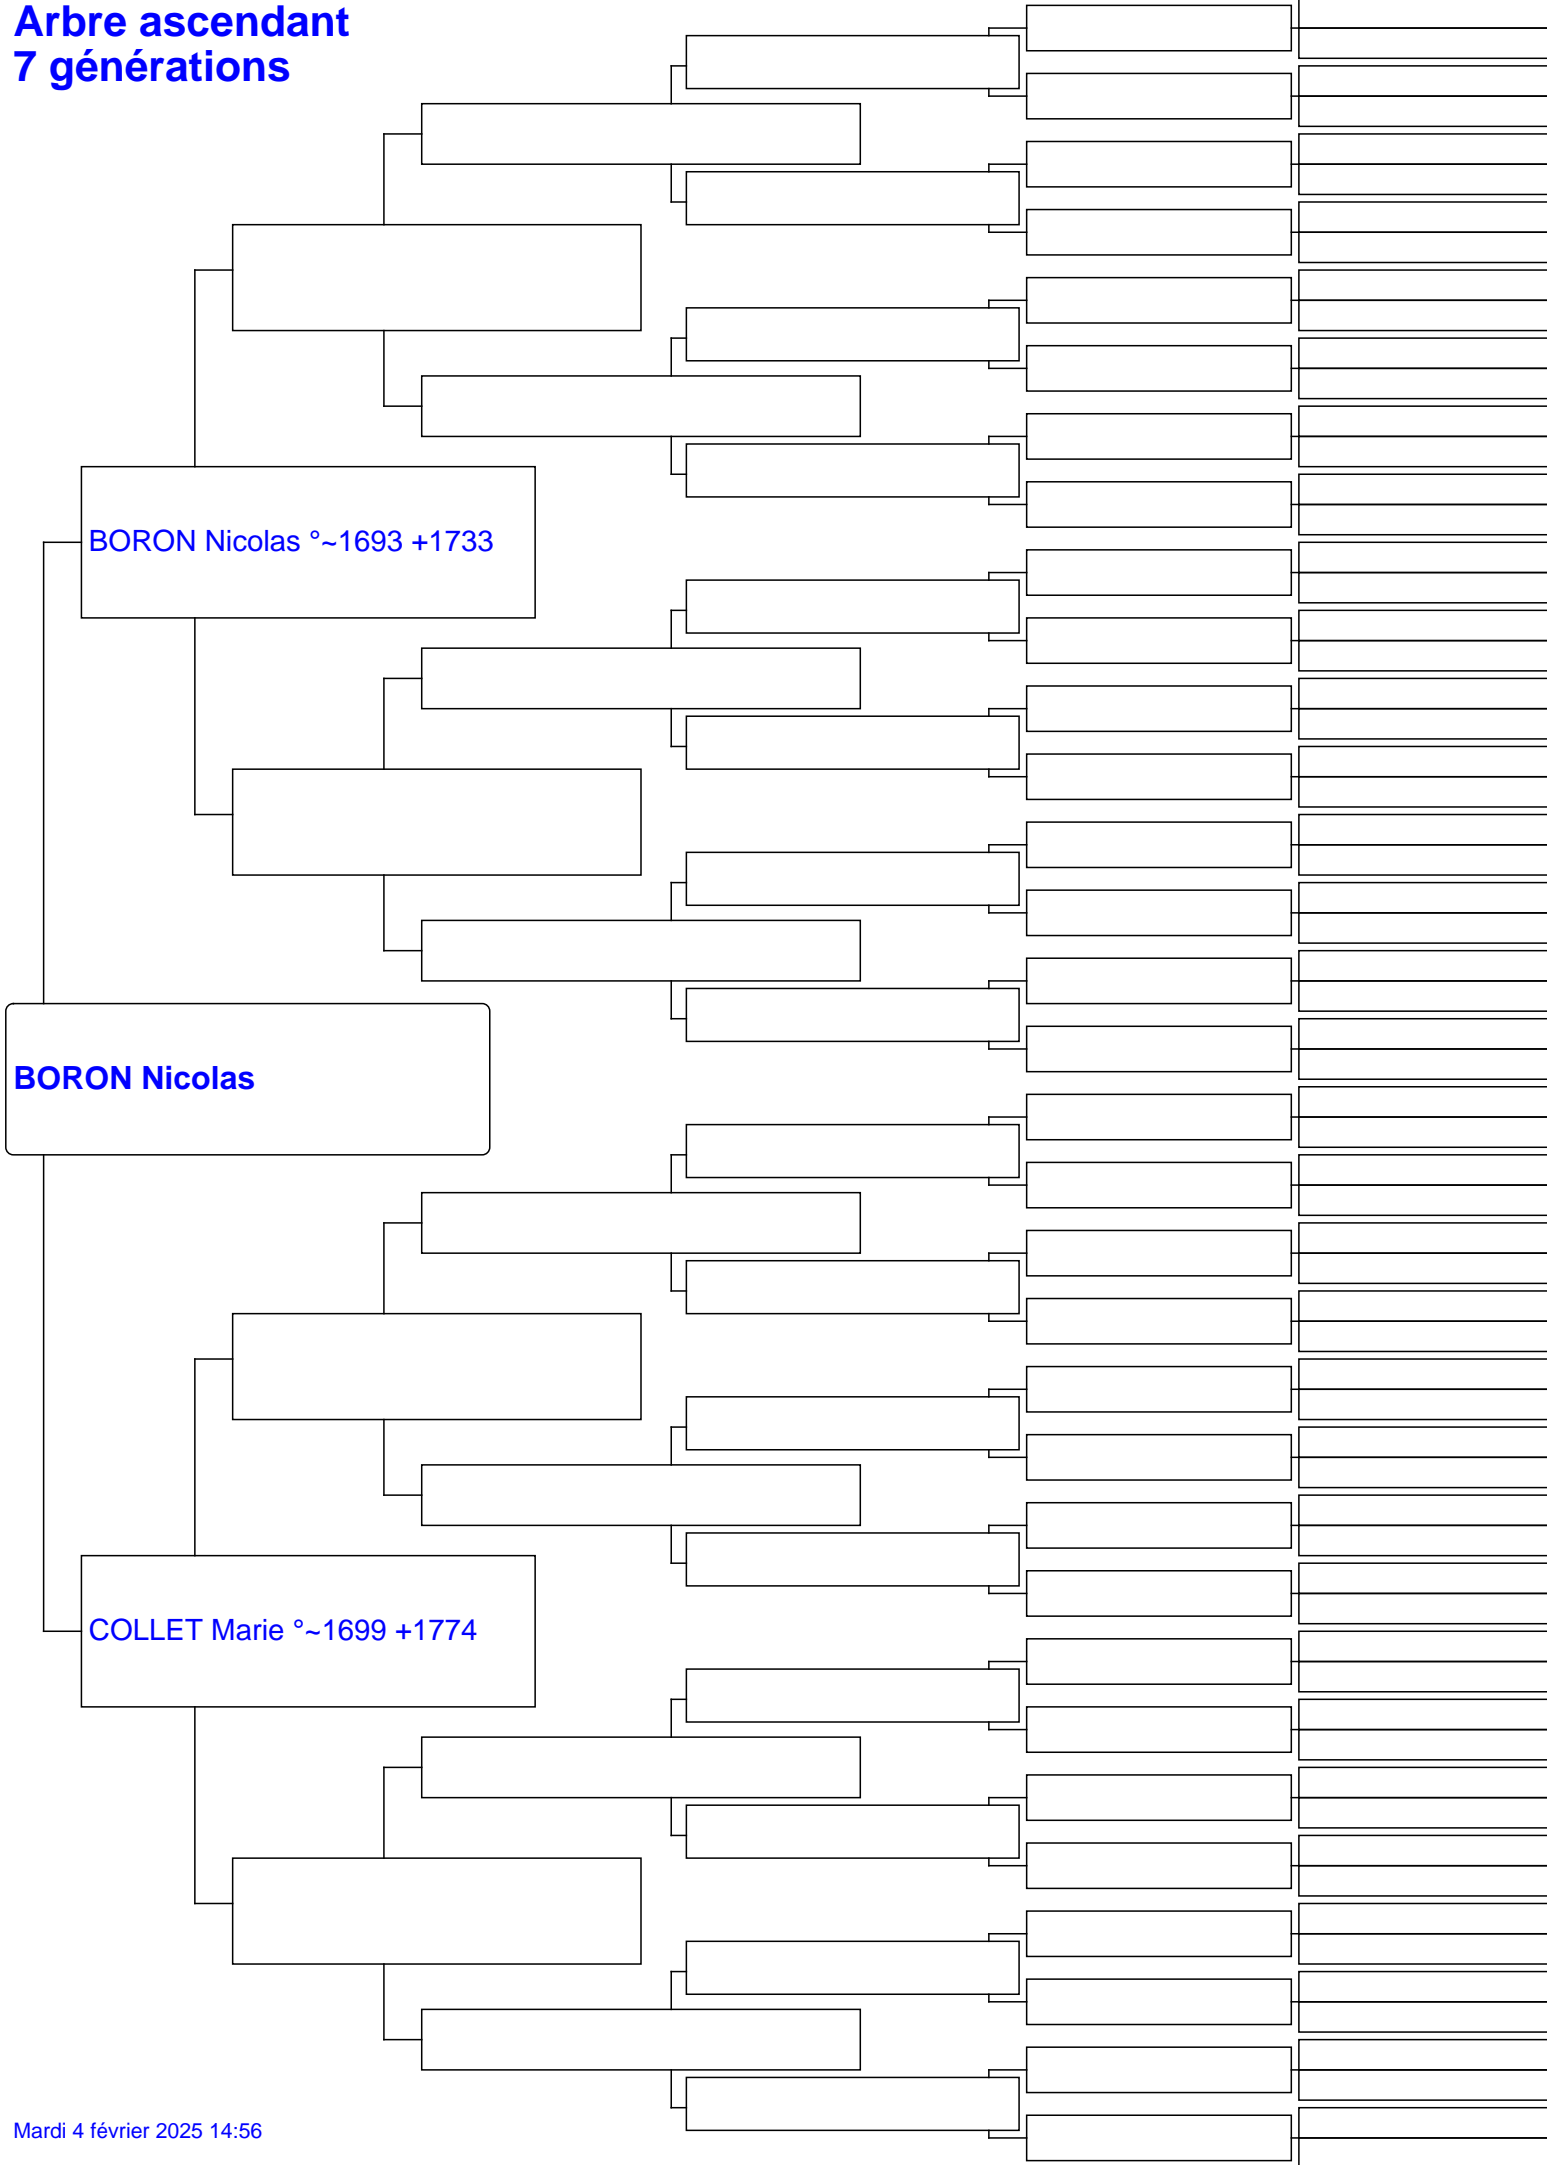 Arbre ascendant
7 générations
BORON Nicolas °~1693 +1733
BORON Nicolas
COLLET Marie °~1699 +1774
Mardi 4 février 2025 14:56